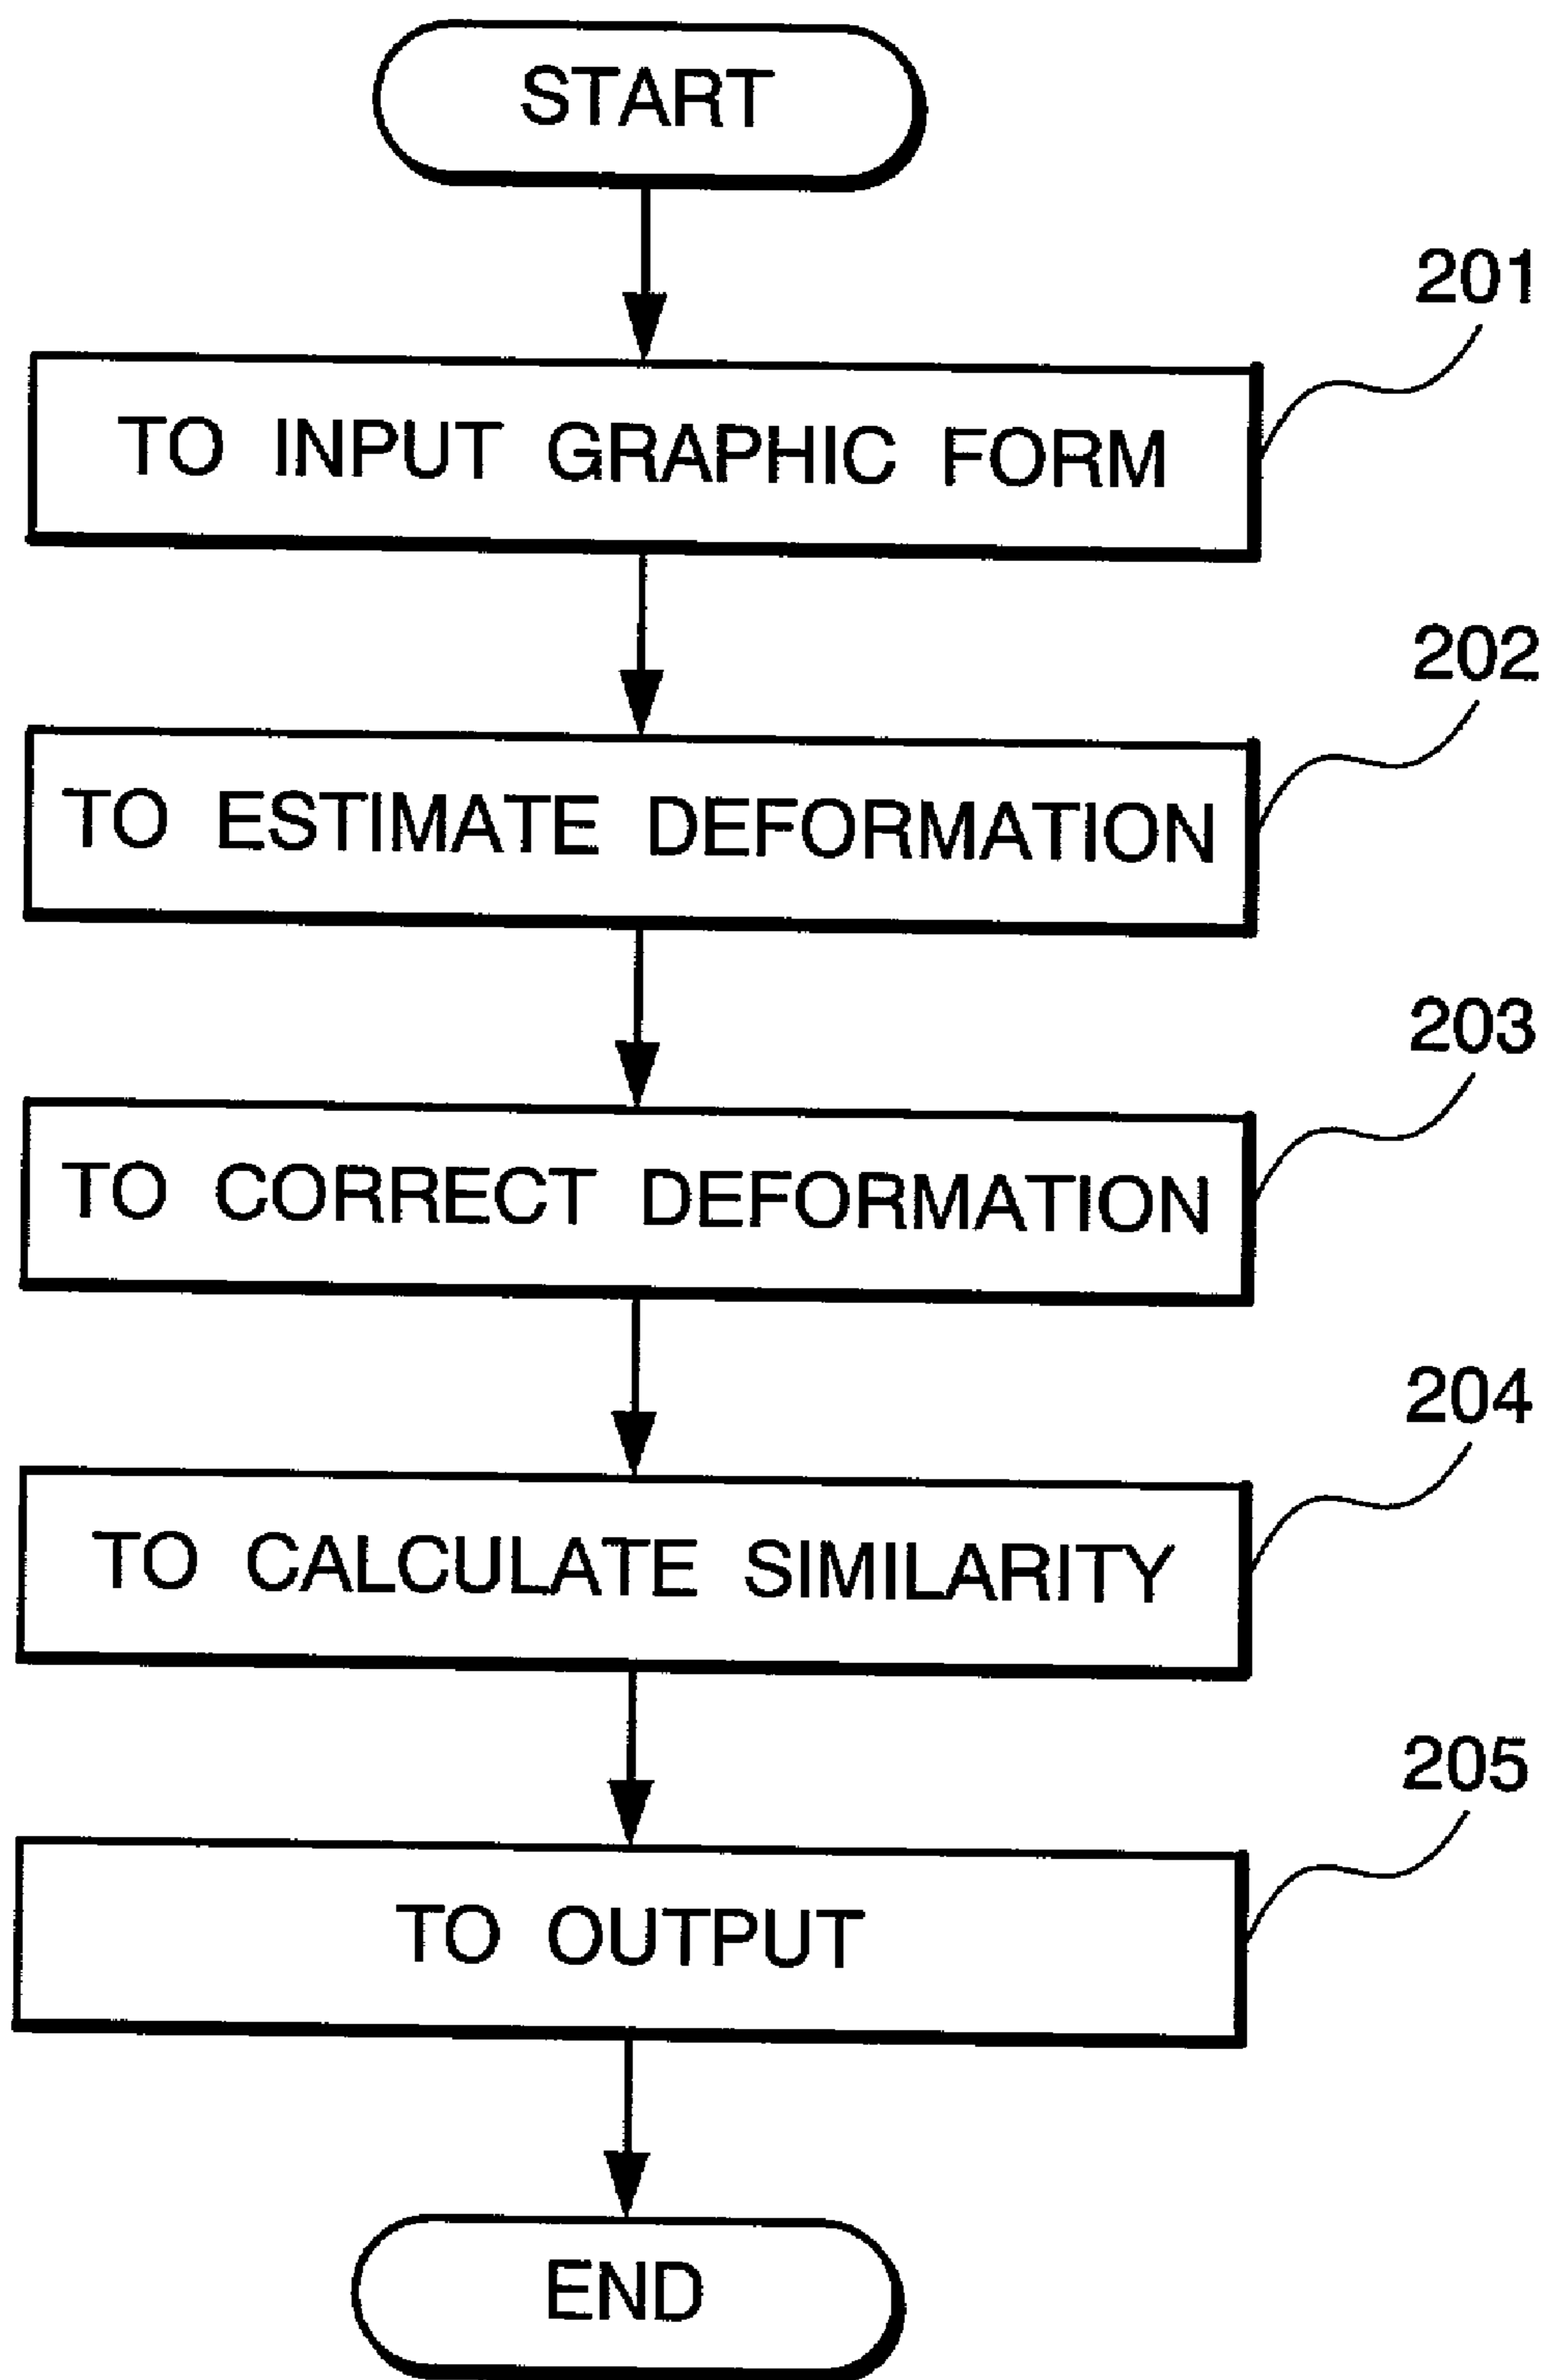 START
201
TO INPUT GRAPHIC FORM
202
TO ESTIMATE DEFORMATION
203
TO CORRECT DEFORMATION
204
TO CALCULATE SIMILARITY
205
TO OUTPUT
END